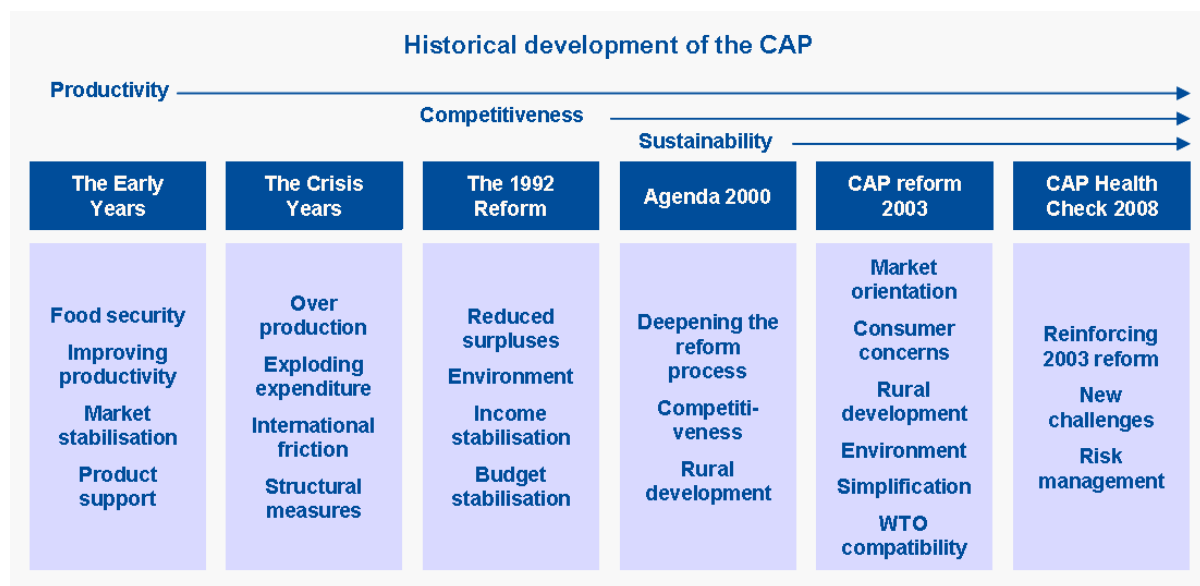 Historical development of the CAP
Productivity
Competitiveness
Sustainability
The Early
Years
The Crisis
Years
The 1992
Reform
Agenda 2000
CAP reform
2003
CAP Health
Check 2008
Food security
Improving
productivity
Market
stabilisation
Product
support
Over
production
Exploding
expenditure
International
friction
Structural
measures
Reduced
surpluses
Environment
Income
stabilisation
Budget
stabilisation
Deepening the
reform
process
Competiti-
veness
Rural
development
Market
orientation
Consumer
concerns
Rural
development
Environment
Simplification
WTO
compatibility
Reinforcing
2003 reform
New
challenges
Risk
management